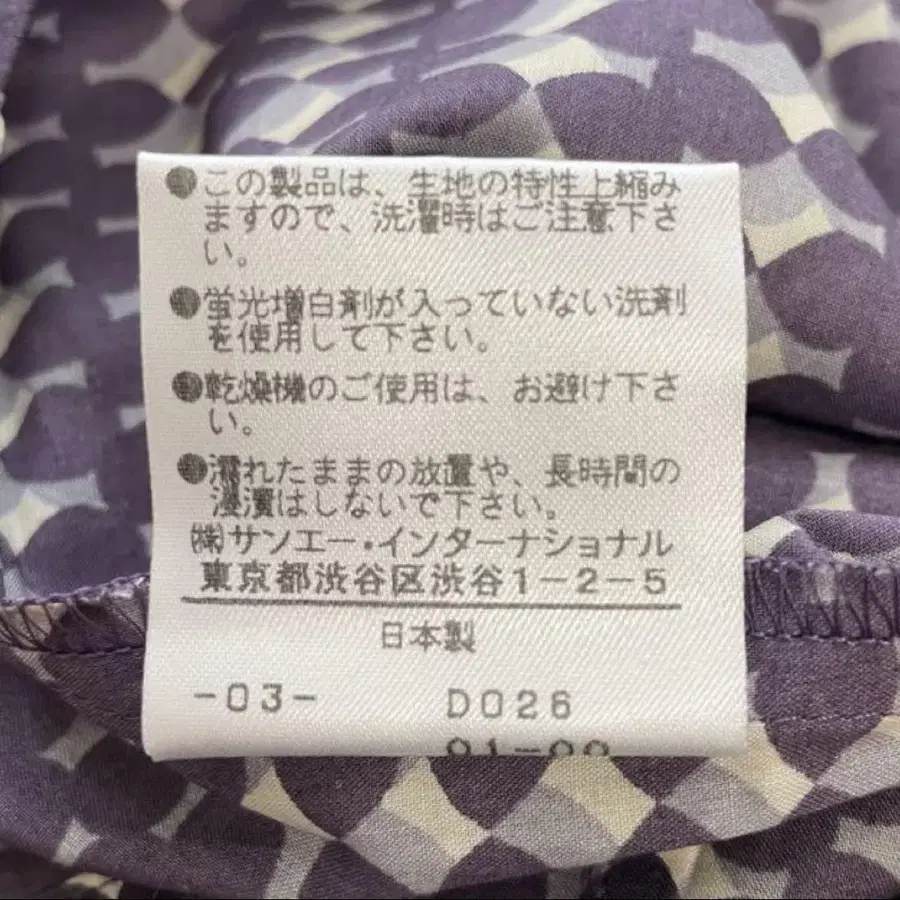 ●この製品は、生地の特性上縮み
ますので、洗濯時はご注意下さ
い。
●蛍光増白剤が入っていない洗剤
を使用して下さい。
●乾燥機のご使用は、お避け下さ
い。
●濡れたままの放置や、長時間の
浸漬はしないで下さい。
㈱サンエー・インターナショナル
東京都渋谷区渋谷1-2-5
日本製
-03- D026